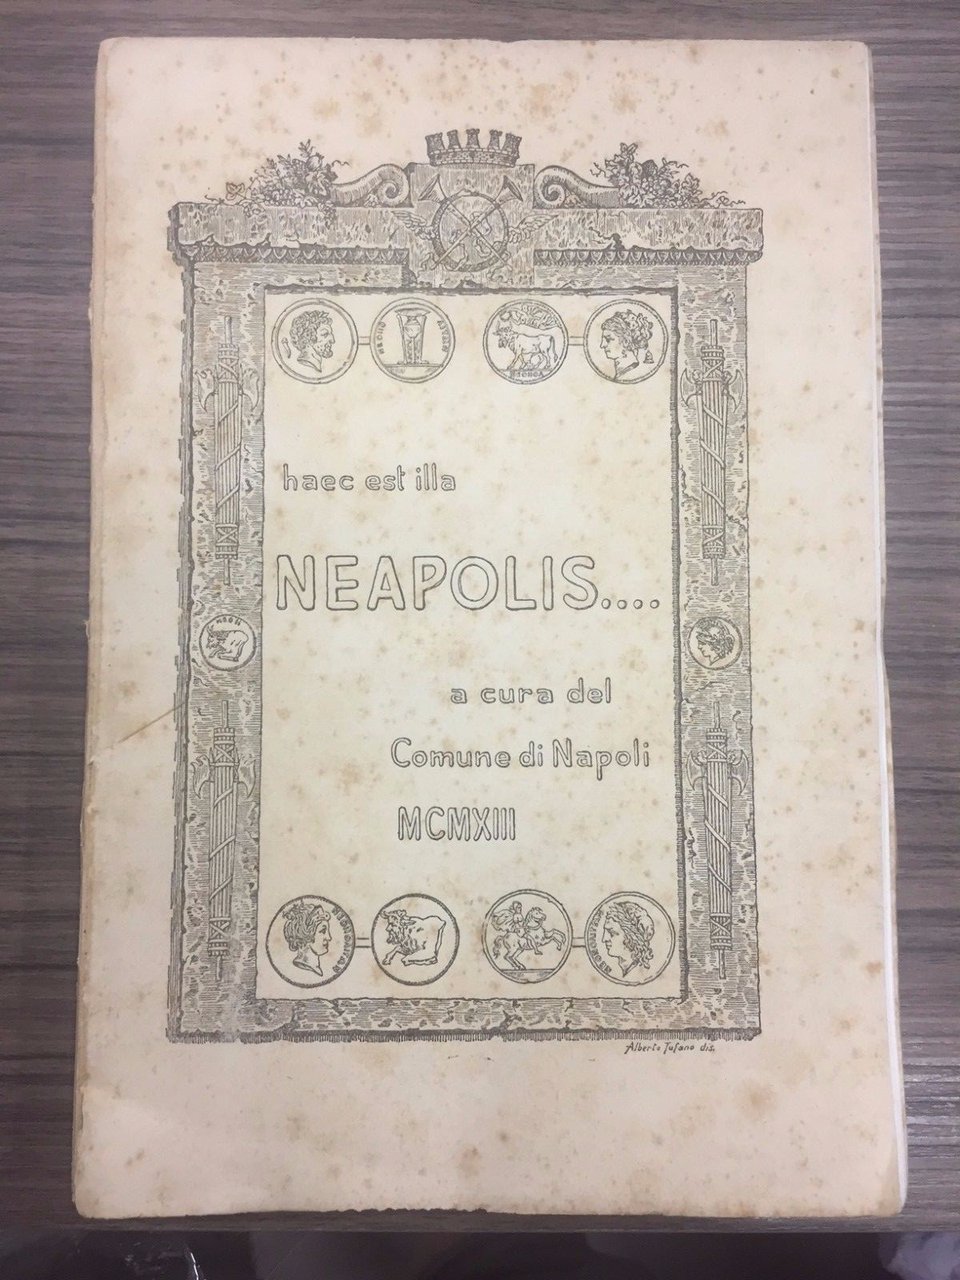 haec est illa
NEAPOLIS....
a cura del
Comune di Napoli
MCMXIII
Alberto Tufano dis.